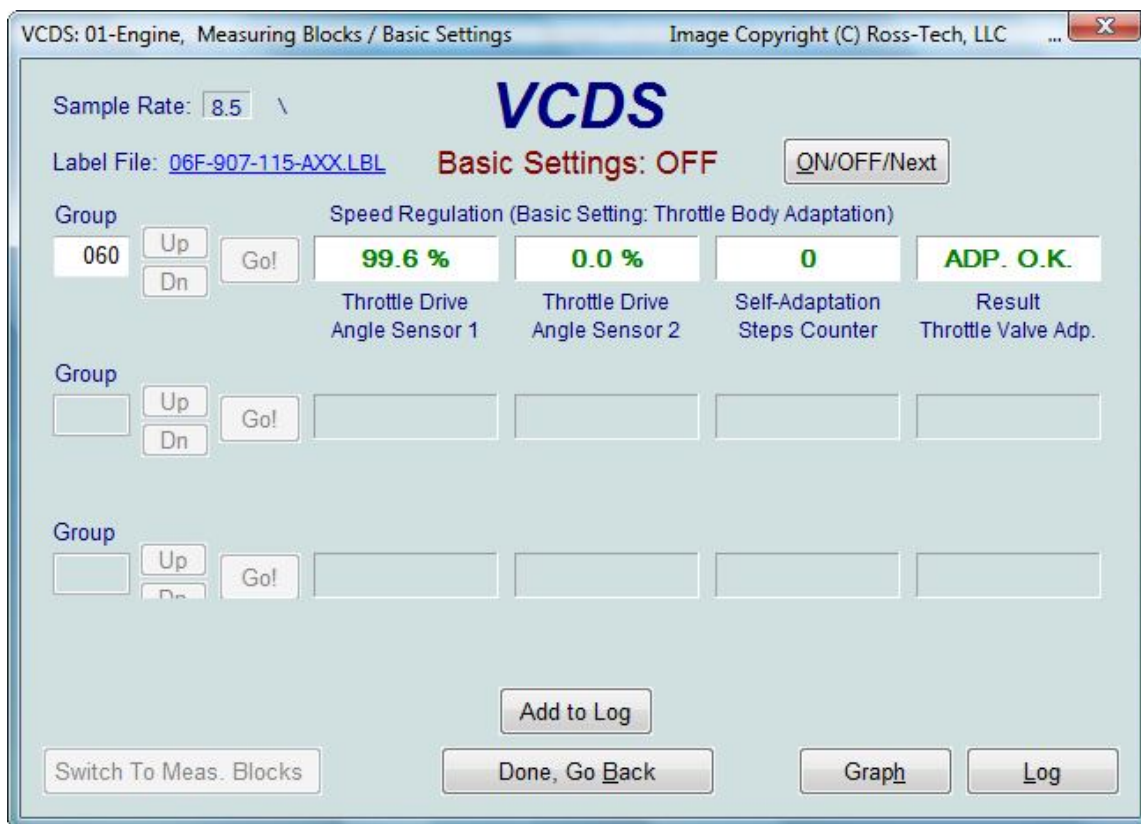 VCDS: 01-Engine, Measuring Blocks / Basic Settings Image Copyright (C) Ross-Tech, LLC ... X
Sample Rate: 8.5 \
VCDS
Label File: 06F-907-115-AXX.LBL
Basic Settings: OFF
ON/OFF/Next
Group
Speed Regulation (Basic Setting: Throttle Body Adaptation)
060 Up Dn Go! 99.6 % 0.0 % 0 ADP. O.K.
Throttle Drive Throttle Drive Self-Adaptation Result
Angle Sensor 1 Angle Sensor 2 Steps Counter Throttle Valve Adp.
Group
Up
Go!
Dn
Group
Up
Go!
Dn
Add to Log
Switch To Meas. Blocks Done, Go Back Graph Log